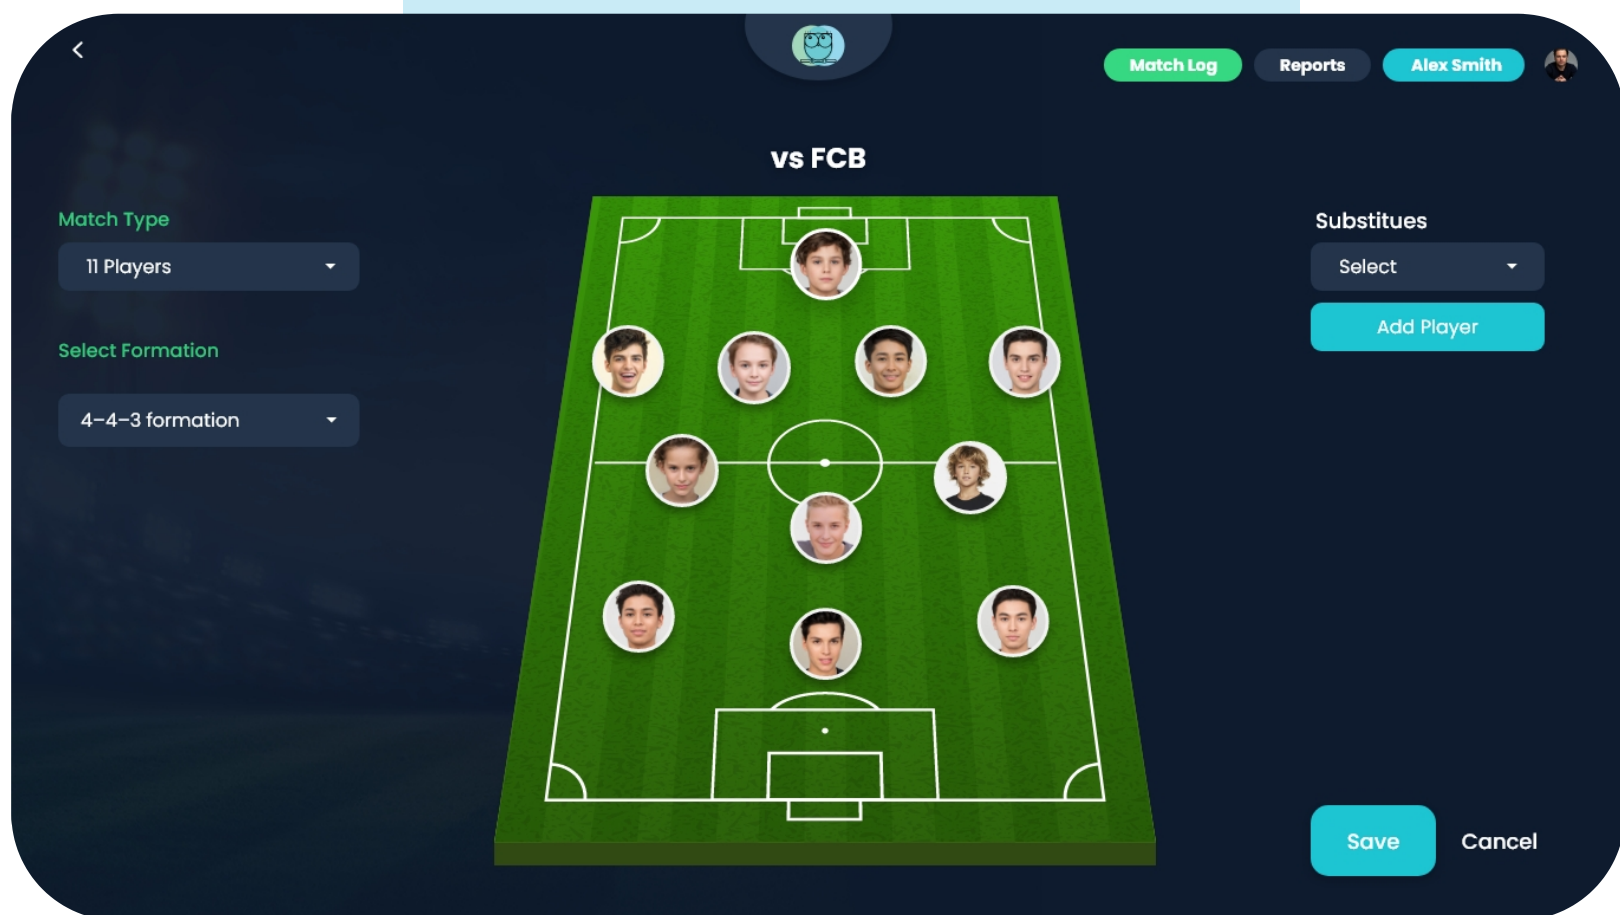 Match Log
Reports
Alex Smith
vs FCB
Match Type
11 Players
Select Formation
4-4-3 formation
Substitues
Select
Add Player
Save
Cancel